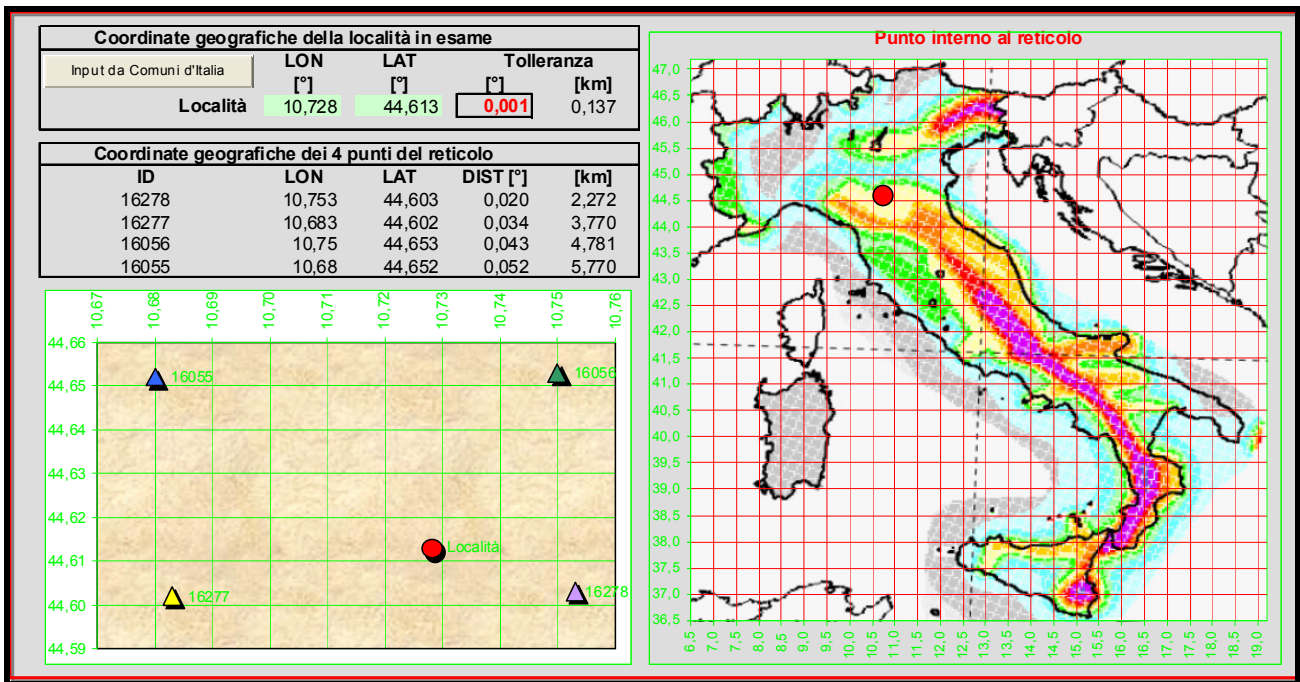 Coordinate geografiche della località in esame
Input da Comuni d'Italia LON LAT Tolleranza
[°] [°] [°] [km]
Località 10,728 44,613 0,001 0,137
Coordinate geografiche dei 4 punti del reticolo
ID LON LAT DIST [°] [km]
16278 10,753 44,603 0,020 2,272
16277 10,683 44,602 0,034 3,770
16056 10,75 44,653 0,043 4,781
16055 10,68 44,652 0,052 5,770
10,67 10,68 10,69 10,70 10,71 10,72 10,73 10,74 10,75 10,76
44,66
44,65
44,64
44,63
44,62
44,61
44,60
44,59
16055
16056
Località
16277
16278
Punto interno al reticolo
47,0
46,5
46,0
45,5
45,0
44,5
44,0
43,5
43,0
42,5
42,0
41,5
41,0
40,5
40,0
39,5
39,0
38,5
38,0
37,5
37,0
36,5
6,5 7,0 7,5 8,0 8,5 9,0 9,5 10,0 10,5 11,0 11,5 12,0 12,5 13,0 13,5 14,0 14,5 15,0 15,5 16,0 16,5 17,0 17,5 18,0 18,5 19,0